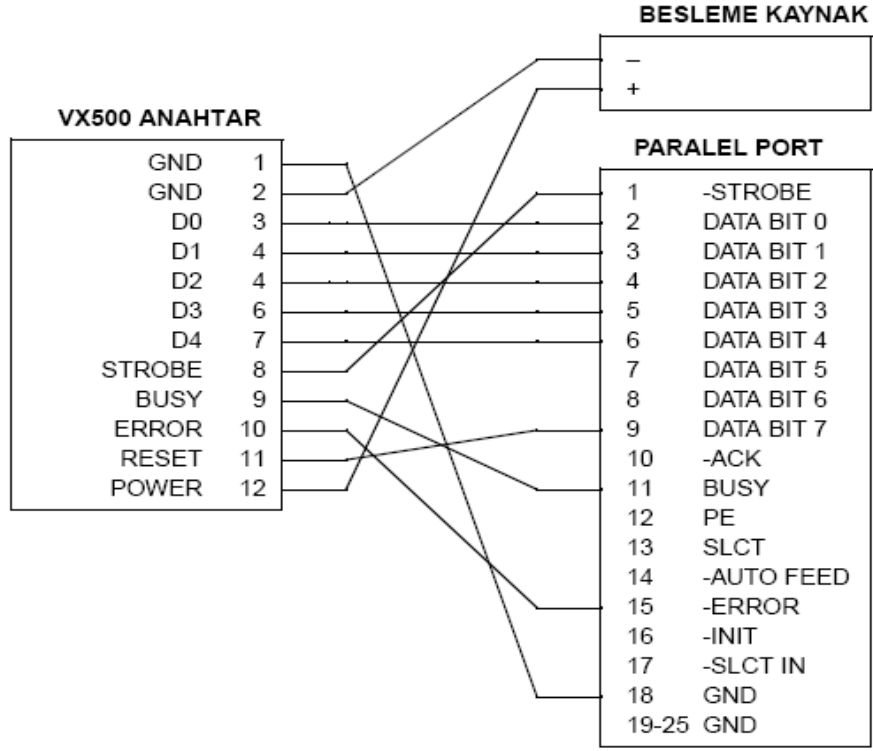 BESLEME KAYNAK
–
+
VX500 ANAHTAR
GND 1
GND 2
D0 3
D1 4
D2 4
D3 6
D4 7
STROBE 8
BUSY 9
ERROR 10
RESET 11
POWER 12
PARALEL PORT
1 -STROBE
2 DATA BIT 0
3 DATA BIT 1
4 DATA BIT 2
5 DATA BIT 3
6 DATA BIT 4
7 DATA BIT 5
8 DATA BIT 6
9 DATA BIT 7
10 -ACK
11 BUSY
12 PE
13 SLCT
14 -AUTO FEED
15 -ERROR
16 -INIT
17 -SLCT IN
18 GND
19-25 GND